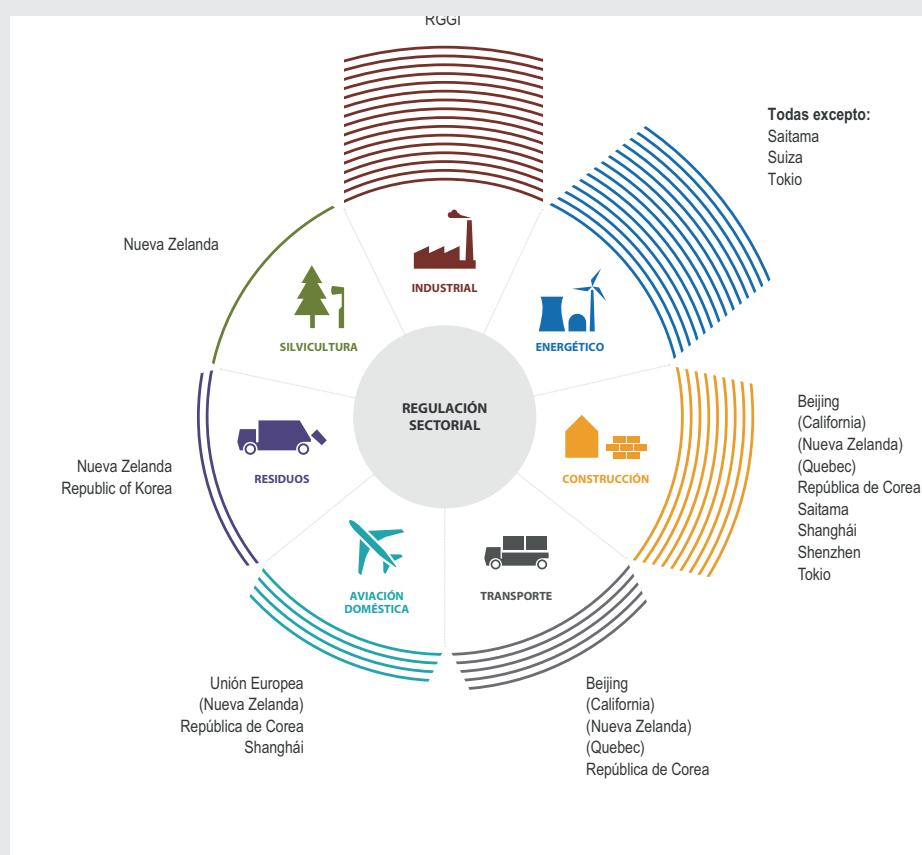 RGGI
Todas excepto:
Saitama
Suiza
Tokio
Nueva Zelanda
INDUSTRIAL
SILVICULTURA
ENERGÉTICO
REGULACIÓN
SECTORIAL
Beijing
(California)
(Nueva Zelanda)
(Quebec)
República de Corea
Saitama
Shanghái
Shenzhen
Tokio
Nueva Zelanda
Republic of Korea
RESIDUOS
CONSTRUCCIÓN
AVIACIÓN
DOMÉSTICA
TRANSPORTE
Unión Europea
(Nueva Zelanda)
República de Corea
Shanghái
Beijing
(California)
(Nueva Zelanda)
(Quebec)
República de Corea